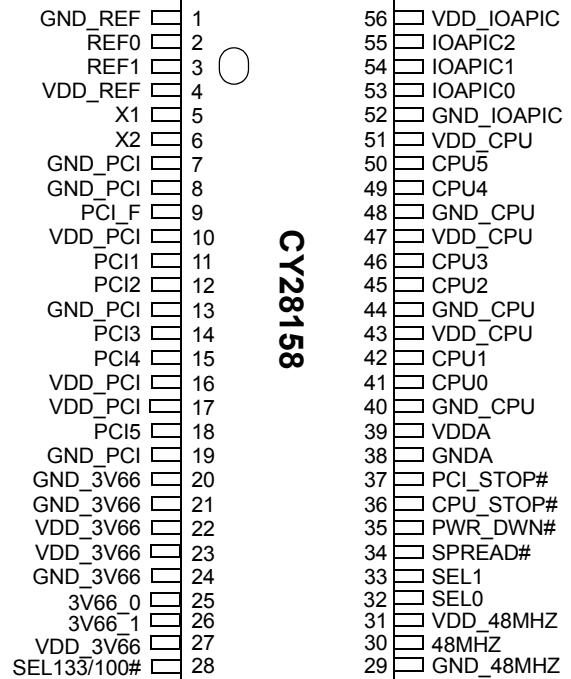 GND_REF 1 56 VDD_IOAPIC
REF0 2 55 IOAPIC2
REF1 3 54 IOAPIC1
VDD_REF 4 53 IOAPIC0
X1 5 52 GND_IOAPIC
X2 6 51 VDD_CPU
GND_PCI 7 50 CPU5
GND_PCI 8 49 CPU4
PCI_F 9 48 GND_CPU
VDD_PCI 10 47 VDD_CPU
PCI1 11 46 CPU3
PCI2 12 45 CPU2
GND_PCI 13 44 GND_CPU
PCI3 14 43 VDD_CPU
PCI4 15 42 CPU1
VDD_PCI 16 41 CPU0
VDD_PCI 17 40 GND_CPU
PCI5 18 39 VDDA
GND_PCI 19 38 GNDA
GND_3V66 20 37 PCI_STOP#
GND_3V66 21 36 CPU_STOP#
VDD_3V66 22 35 PWR_DWN#
VDD_3V66 23 34 SPREAD#
GND_3V66 24 33 SEL1
3V66_0 25 32 SEL0
3V66_1 26 31 VDD_48MHZ
VDD_3V66 27 30 48MHZ
SEL133/100# 28 29 GND_48MHZ
CY28158